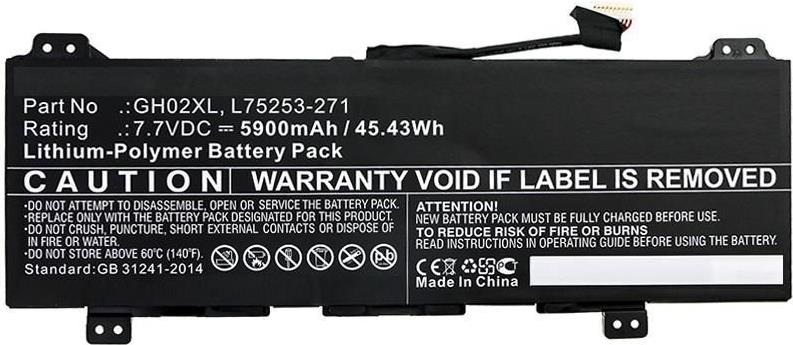 Part No .:GH02XL, L75253-271
Rating .:7.7VDC ⎓ 5900mAh / 45.43Wh
Lithium-Polymer Battery Pack
CAUTION
WARRANTY VOID IF LABEL IS REMOVED
•DO NOT ATTEMPT TO DISASSEMBLE, OPEN OR SERVICE THE BATTERY PACK.
•REPLACE ONLY WITH THE BATTERY PACK DESIGNATED FOR THIS PRODUCT.
•DO NOT CRUSH, PUNCTURE, SHORT EXTERNAL CONTACTS OR DISPOSE OF
IN FIRE OR WATER.
•DO NOT STORE ABOVE 60°C (140°F).
Standard:GB 31241-2014
ATTENTION!
NEW BATTERY PACK MUST BE FULLY CHARGED BEFORE USE.
TO REDUCE RISK OF FIRE OR BURNS
READ INSTRUCTIONS IN OPERATING GUIDE BEFORE USING BATTERY.
CE
Made In China